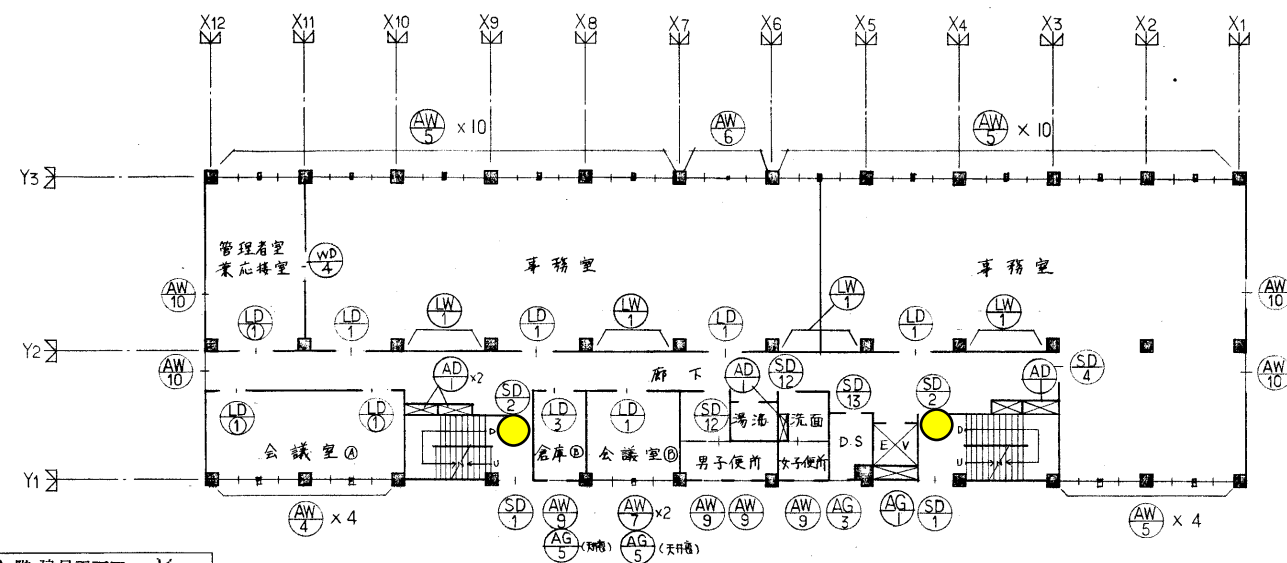 X12 X11 X10 X9 X8 X7 X6 X5 X4 X3 X2 X1
AW 5 ×10
AW 6
AW 5 ×10
Y3
管理者室
兼応接室
WD 4
事務室
事務室
AW 10
AW 10
LD 1
LD 1
LW 1
LD 1
LW 1
LD 1
LW 1
LD 1
LW 1
Y2
AW 10
AD 1 ×2
SD 2
廊下
AD 1
SD 12
SD 13
SD 2
AD 1
SD 4
AW 10
LD 1
LD 1
LD 3
LD 1
SD 12
湯沸
洗面
D.S
E V
D
D
会議室Ⓐ
倉庫Ⓑ
会議室Ⓑ
男子便所
女子便所
U
U
Y1
AW 4 ×4
SD 1
AW 9
AW 7 ×2
AW 9
AW 9
AW 9
AG 3
AG 1
SD 1
AW 5 ×4
AG 5
AG 5 (天井裏)